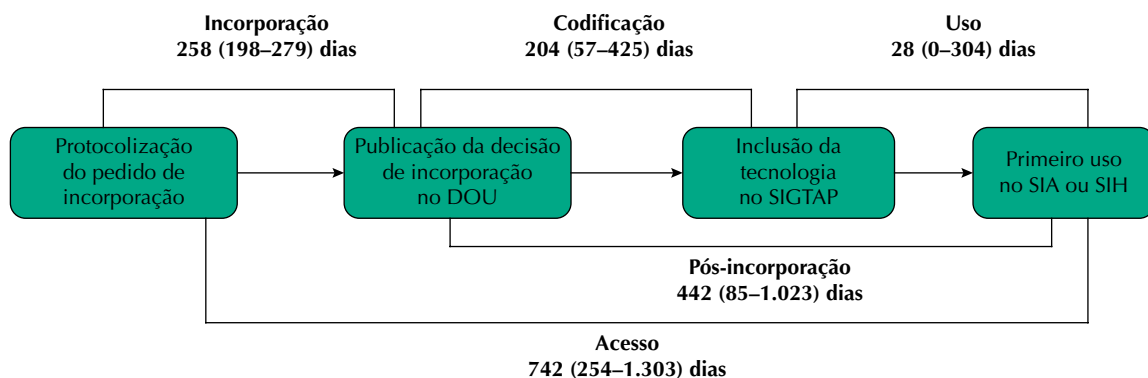 Incorporação
258 (198–279) dias
Codificação
204 (57–425) dias
Uso
28 (0–304) dias
Protocolização
do pedido de
incorporação
Publicação da decisão
de incorporação
no DOU
Inclusão da
tecnologia
no SIGTAP
Primeiro uso
no SIA ou SIH
Pós-incorporação
442 (85–1.023) dias
Acesso
742 (254–1.303) dias